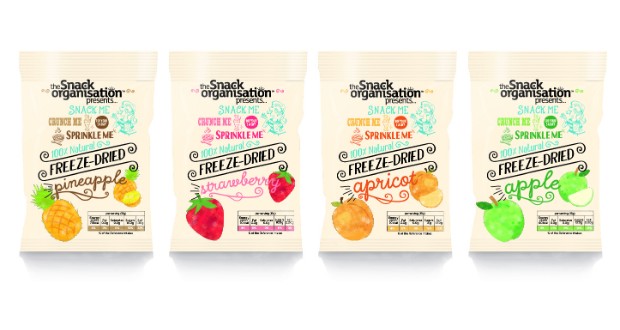 the Snack
organisation
presents...
SNACK ME
CRUNCH ME
SPRINKLE ME
100% Natural
FREEZE-DRIED
pineapple
the Snack
organisation
presents...
SNACK ME
CRUNCH ME
SPRINKLE ME
100% Natural
FREEZE-DRIED
strawberry
the Snack
organisation
presents...
SNACK ME
CRUNCH ME
SPRINKLE ME
100% Natural
FREEZE-DRIED
apricot
the Snack
organisation
presents...
SNACK ME
CRUNCH ME
SPRINKLE ME
100% Natural
FREEZE-DRIED
apple